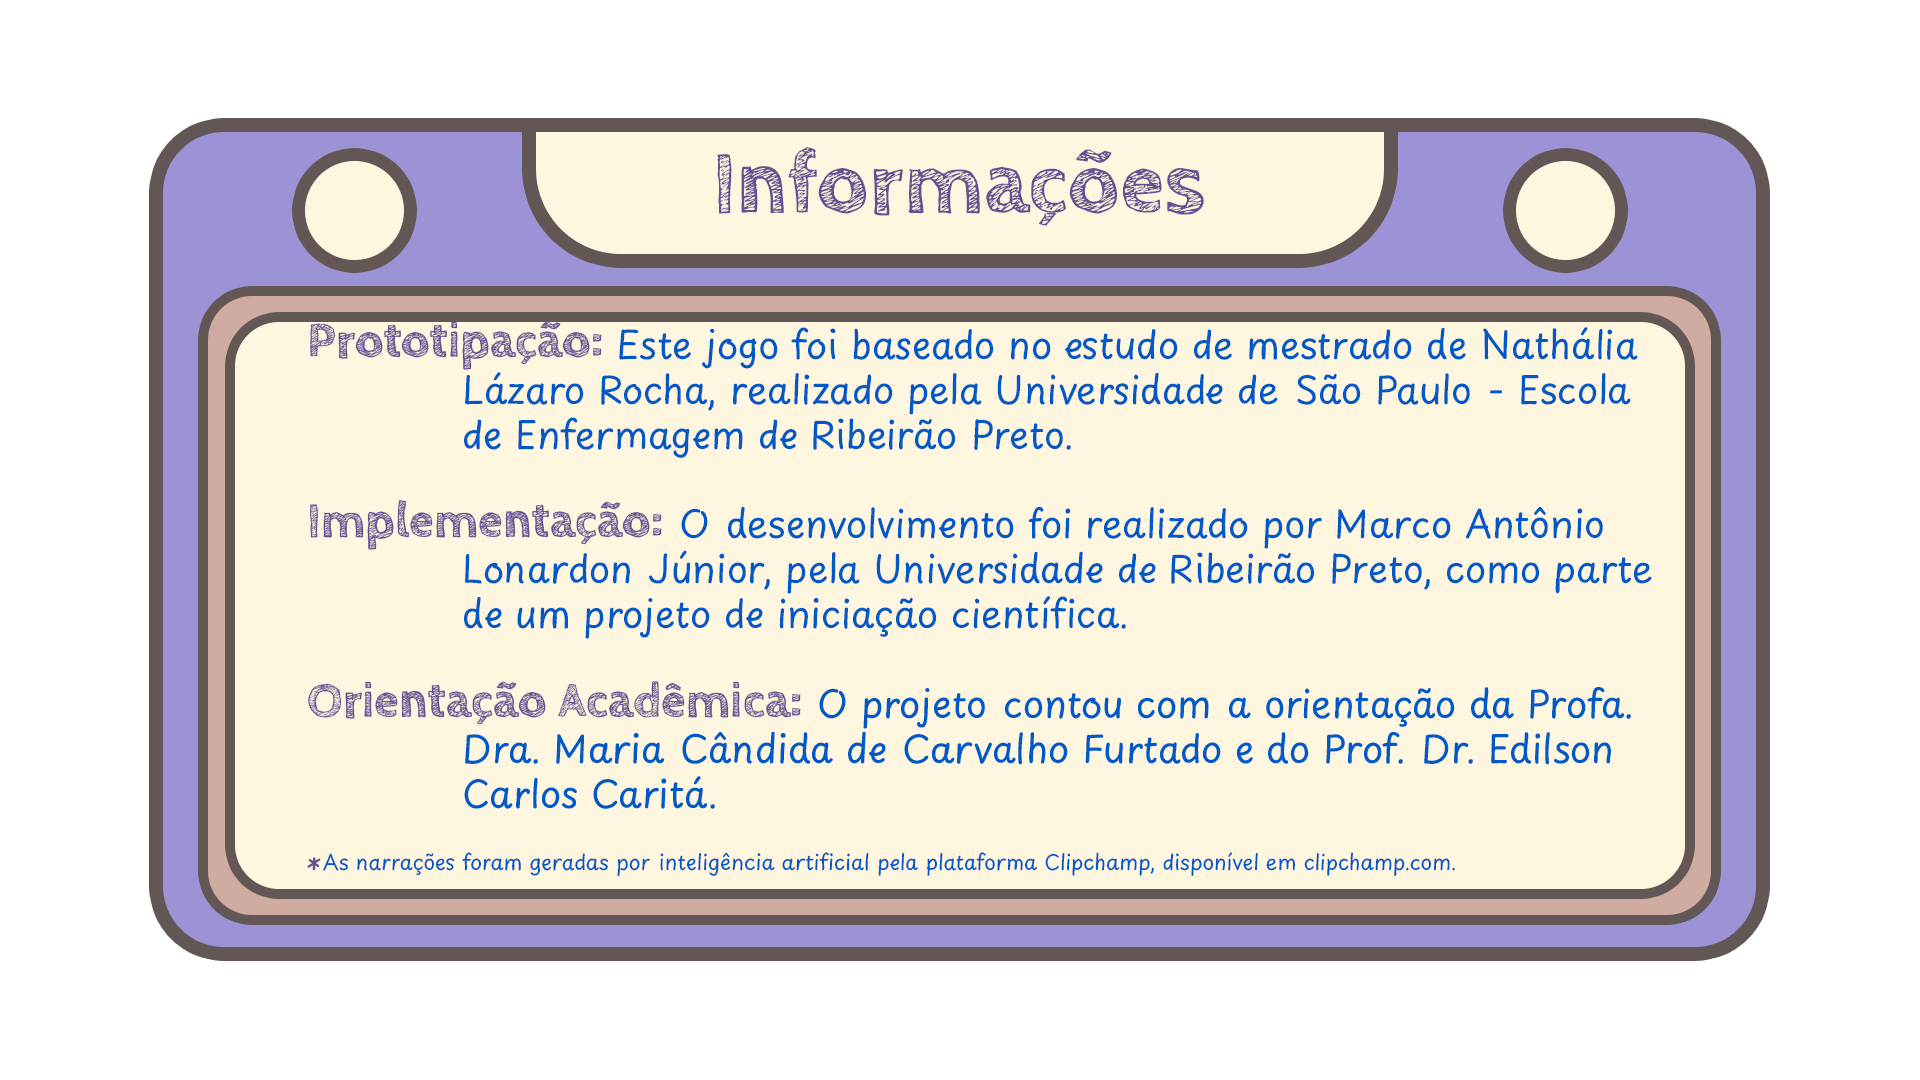 Informações
Prototipação: Este jogo foi baseado no estudo de mestrado de Nathália
Lázaro Rocha, realizado pela Universidade de São Paulo - Escola
de Enfermagem de Ribeirão Preto.
Implementação: O desenvolvimento foi realizado por Marco Antônio
Lonardon Júnior, pela Universidade de Ribeirão Preto, como parte
de um projeto de iniciação científica.
Orientação Acadêmica: O projeto contou com a orientação da Profa.
Dra. Maria Cândida de Carvalho Furtado e do Prof. Dr. Edilson
Carlos Caritá.
*As narrações foram geradas por inteligência artificial pela plataforma Clipchamp, disponível em clipchamp.com.